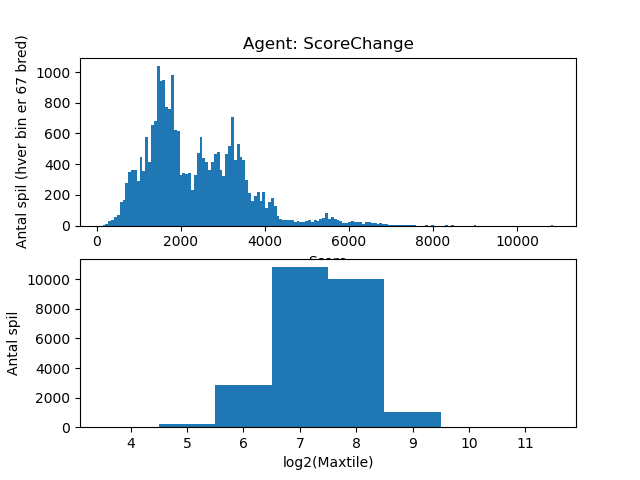 Agent: ScoreChange
Antal spil (hver bin er 67 bred)
1000
800
600
400
200
0
0 2000 4000 6000 8000 10000
Score
Antal spil
10000
8000
6000
4000
2000
0
4 5 6 7 8 9 10 11
log2(Maxtile)